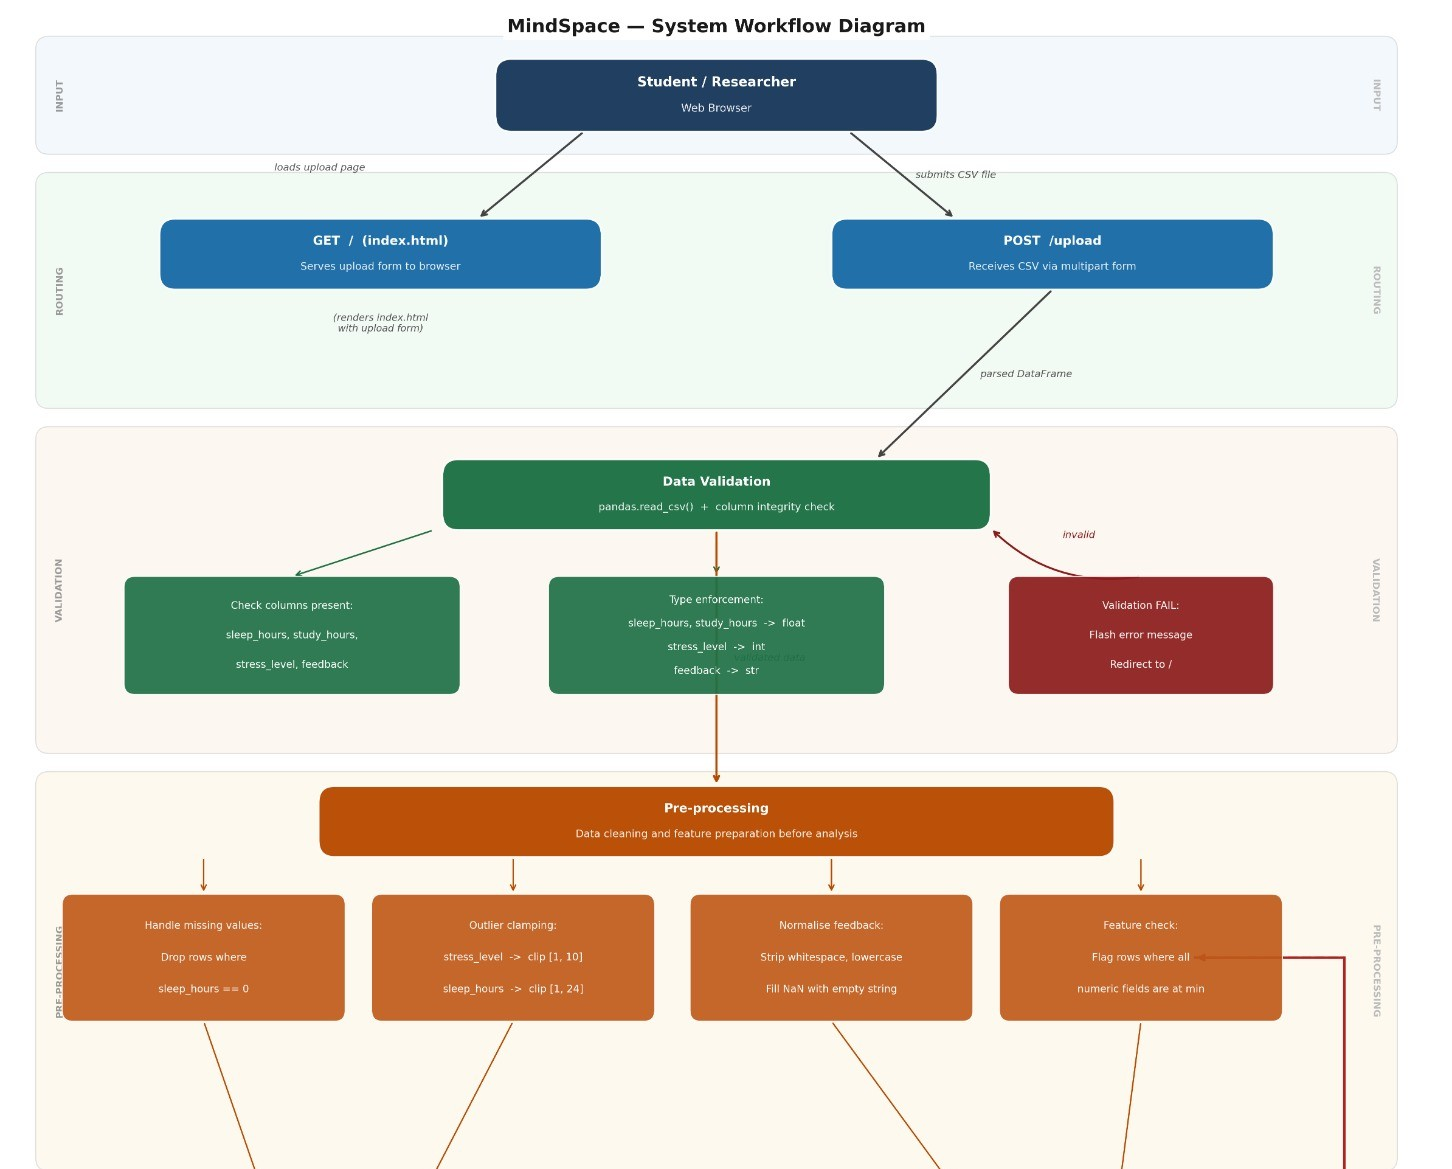 MindSpace — System Workflow Diagram
INPUT
Student / Researcher
Web Browser
INPUT
loads upload page
submits CSV file
ROUTING
GET / (index.html)
Serves upload form to browser
(renders index.html
with upload form)
POST /upload
Receives CSV via multipart form
ROUTING
parsed DataFrame
VALIDATION
Data Validation
pandas.read_csv() + column integrity check
invalid
Check columns present:
sleep_hours, study_hours,
stress_level, feedback
Type enforcement:
sleep_hours, study_hours -> float
stress_level -> int
validated data
feedback -> str
Validation FAIL:
Flash error message
Redirect to /
VALIDATION
Pre-processing
Data cleaning and feature preparation before analysis
PRE-PROCESSING
Handle missing values:
Drop rows where
sleep_hours == 0
Outlier clamping:
stress_level -> clip [1, 10]
sleep_hours -> clip [1, 24]
Normalise feedback:
Strip whitespace, lowercase
Fill NaN with empty string
Feature check:
Flag rows where all
numeric fields are at min
PRE-PROCESSING